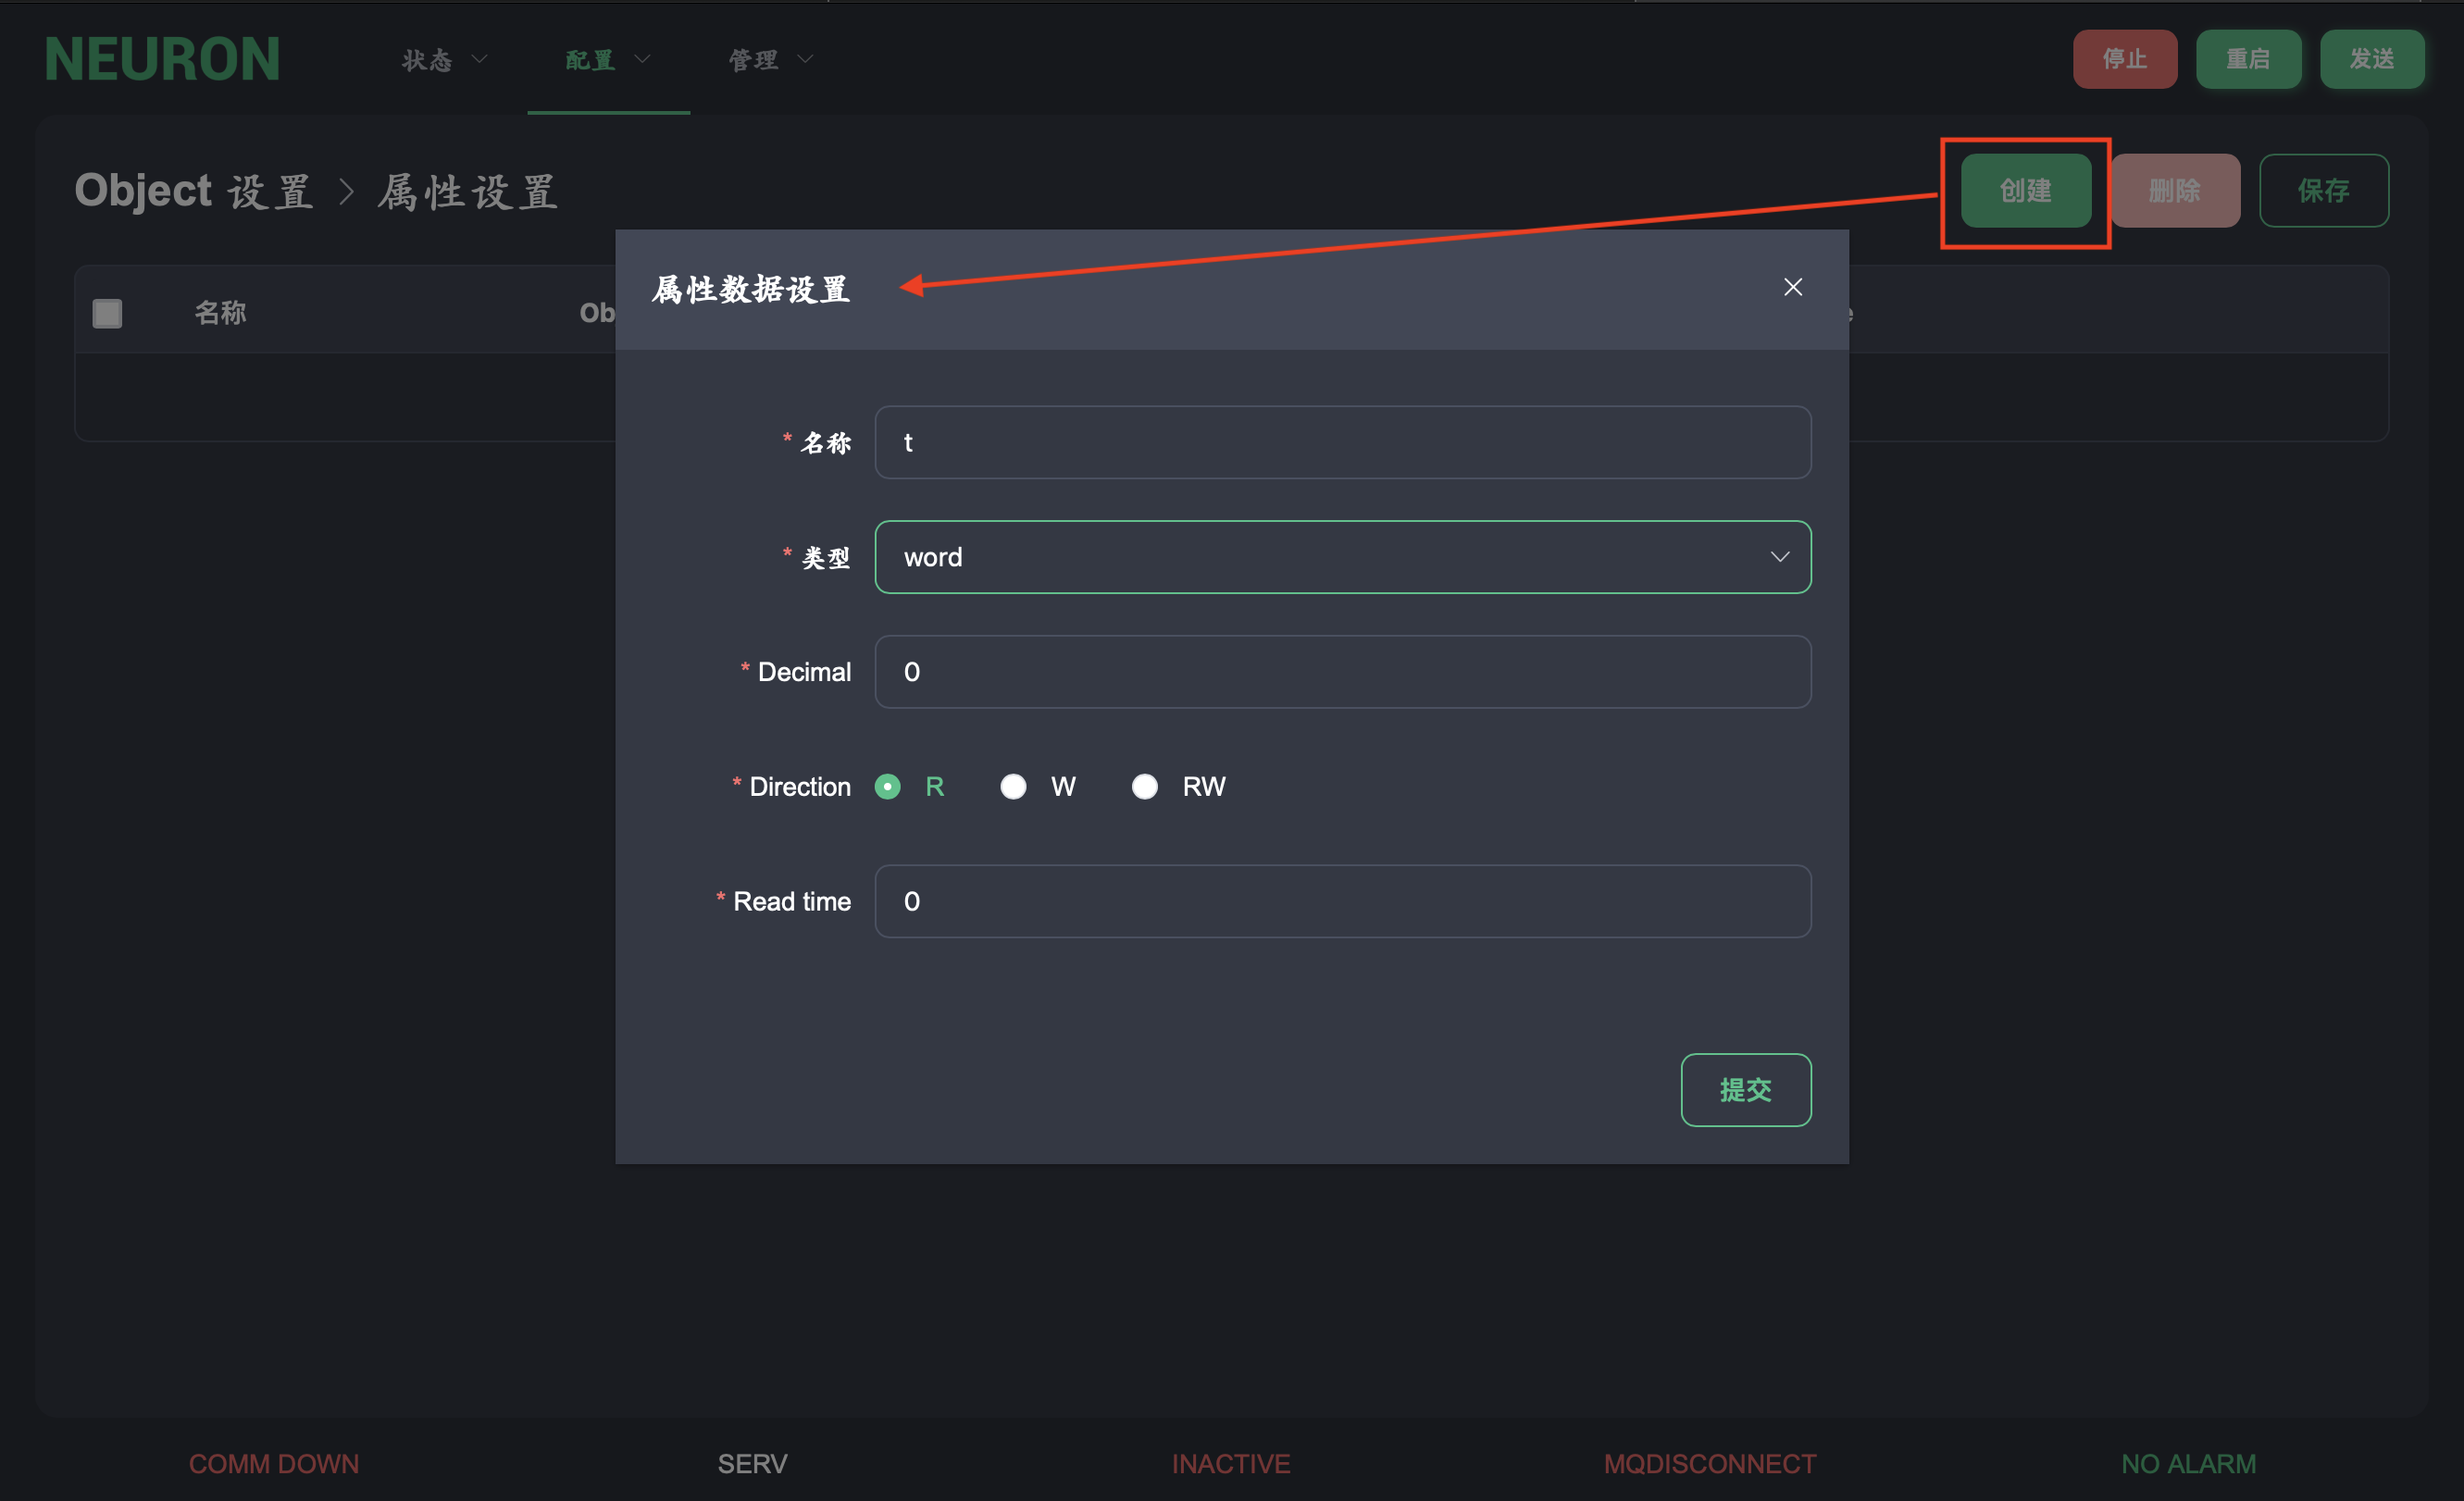 NEURON 状态 配置 管理 停止 重启 发送
Object 设置 > 属性设置 创建 删除 保存
名称 Ob
属性数据设置
* 名称 t
* 类型 word
* Decimal 0
* Direction R W RW
* Read time 0
提交
COMM DOWN SERV INACTIVE MQDISCONNECT NO ALARM